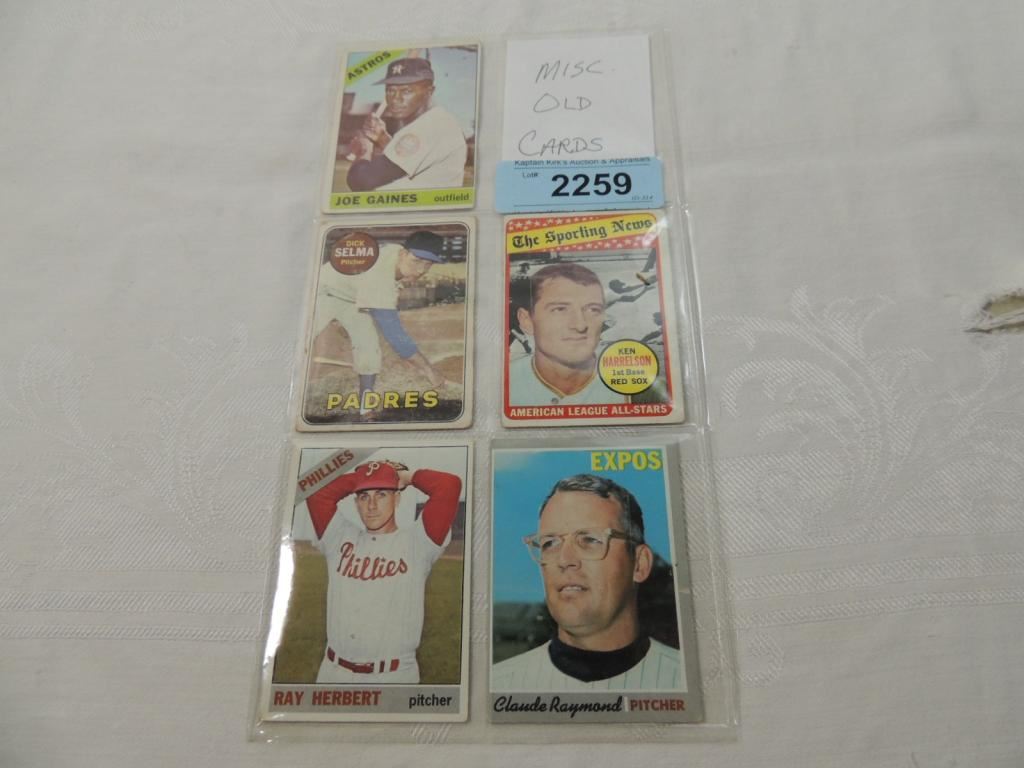 ASTROS
JOE GAINES outfield
MISC.
OLD
CARDS
Kaptain Kirk's Auction & Appraisals
Lot#:
2259
DICK
SELMA
Pitcher
PADRES
The Sporting News
KEN
HARRELSON
1st Base
RED SOX
AMERICAN LEAGUE ALL-STARS
PHILLIES
P
Phillies
RAY HERBERT pitcher
EXPOS
Claude Raymond PITCHER